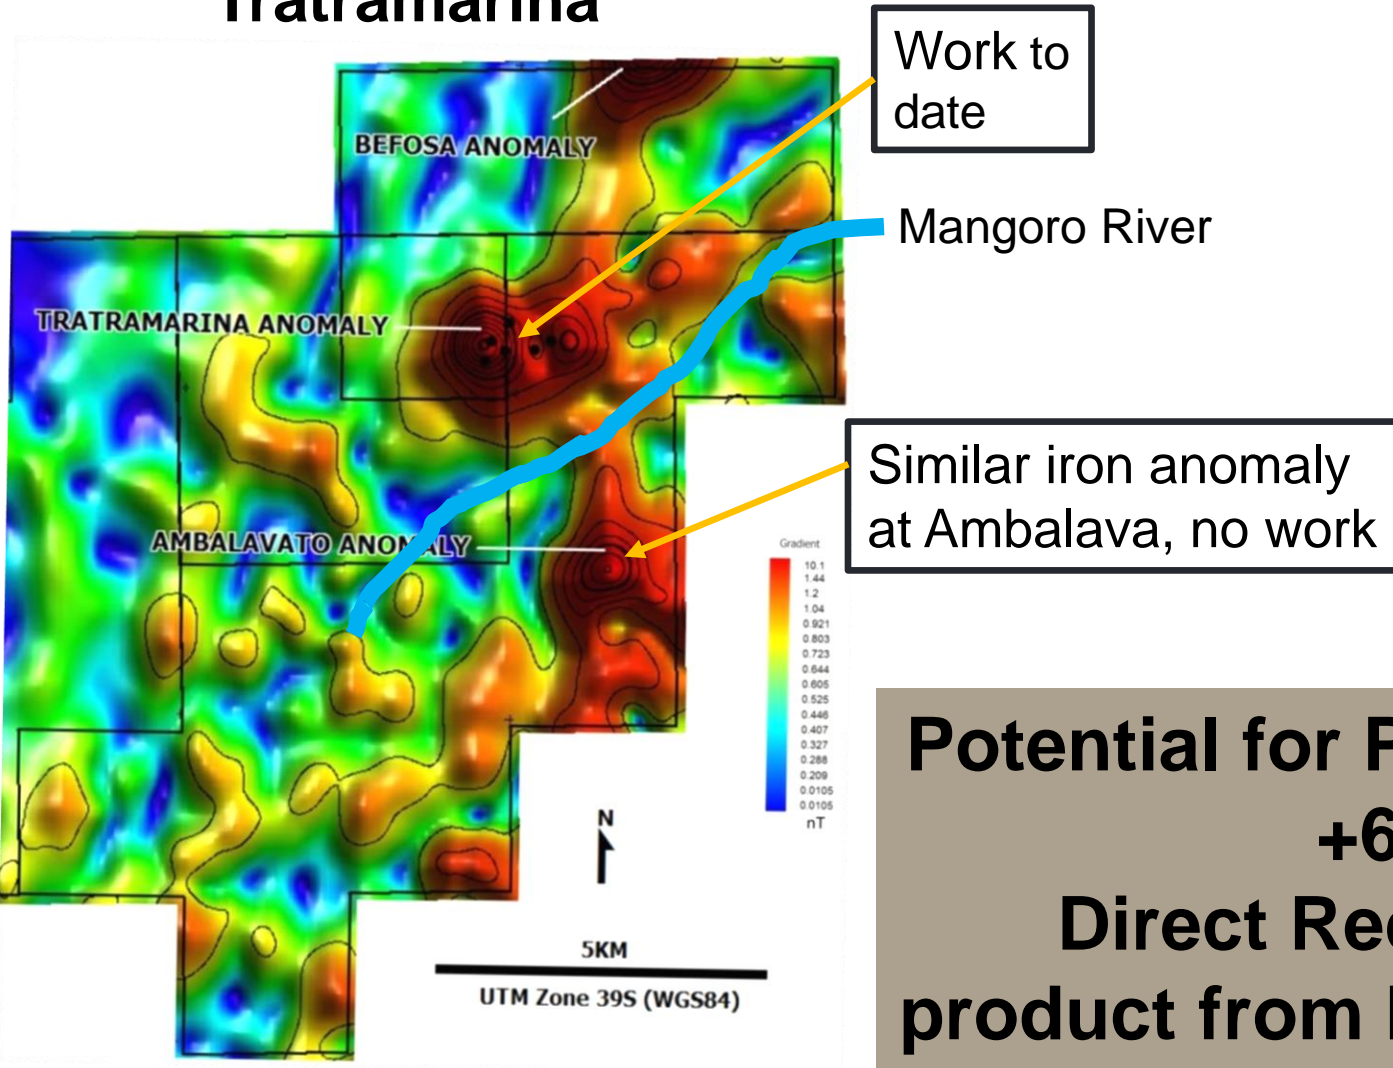 Tratramarina
Work to
date
BEFOSA ANOMALY
Mangoro River
TRATRAMARINA ANOMALY
Similar iron anomaly
at Ambalava, no work
AMBALAVATO ANOMALY
Gradient
10.1
1.44
1.2
1.04
0.921
0.803
0.723
0.644
0.605
0.525
0.446
0.407
0.327
0.288
0.209
0.0105
0.0105
nT
N
5KM
UTM Zone 39S (WGS84)
Potential for
+6
Direct
product from